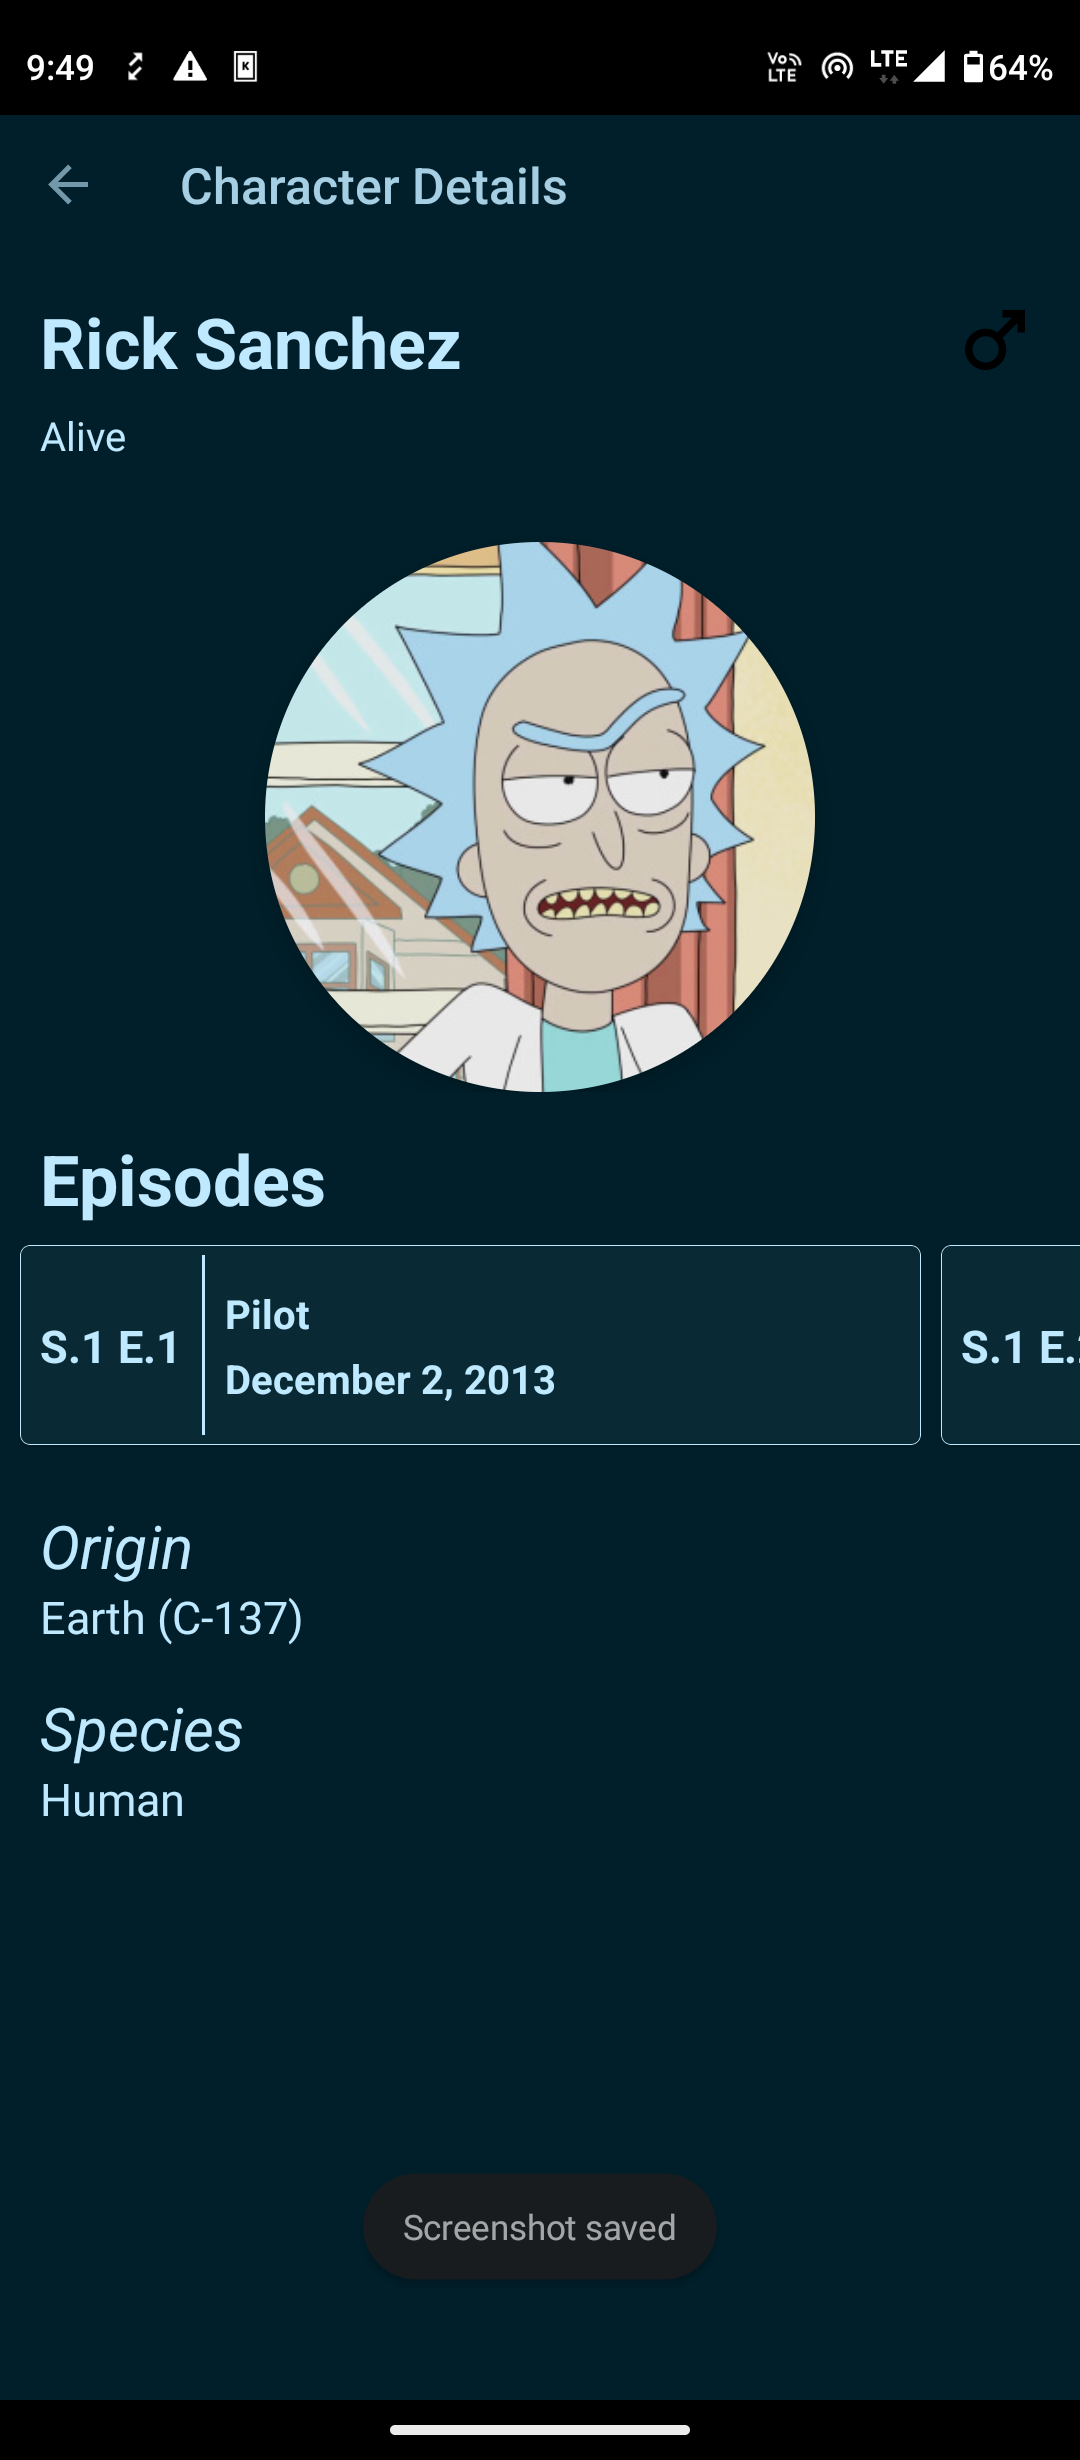 9:49 K Vo LTE LTE 64%
Character Details
Rick Sanchez
Alive
Episodes
S.1 E.1
Pilot
December 2, 2013
S.1 E.
Origin
Earth (C-137)
Species
Human
Screenshot saved